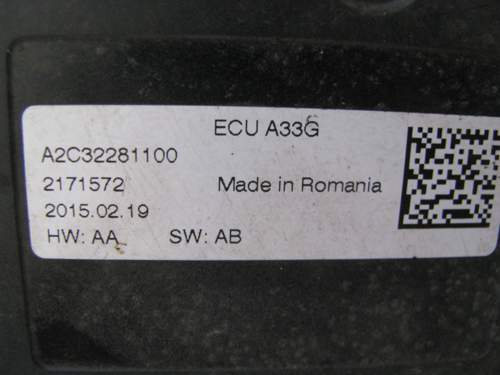 ECU A33G
A2C32281100
2171572 Made in Romania
2015.02.19
HW: AA SW: AB